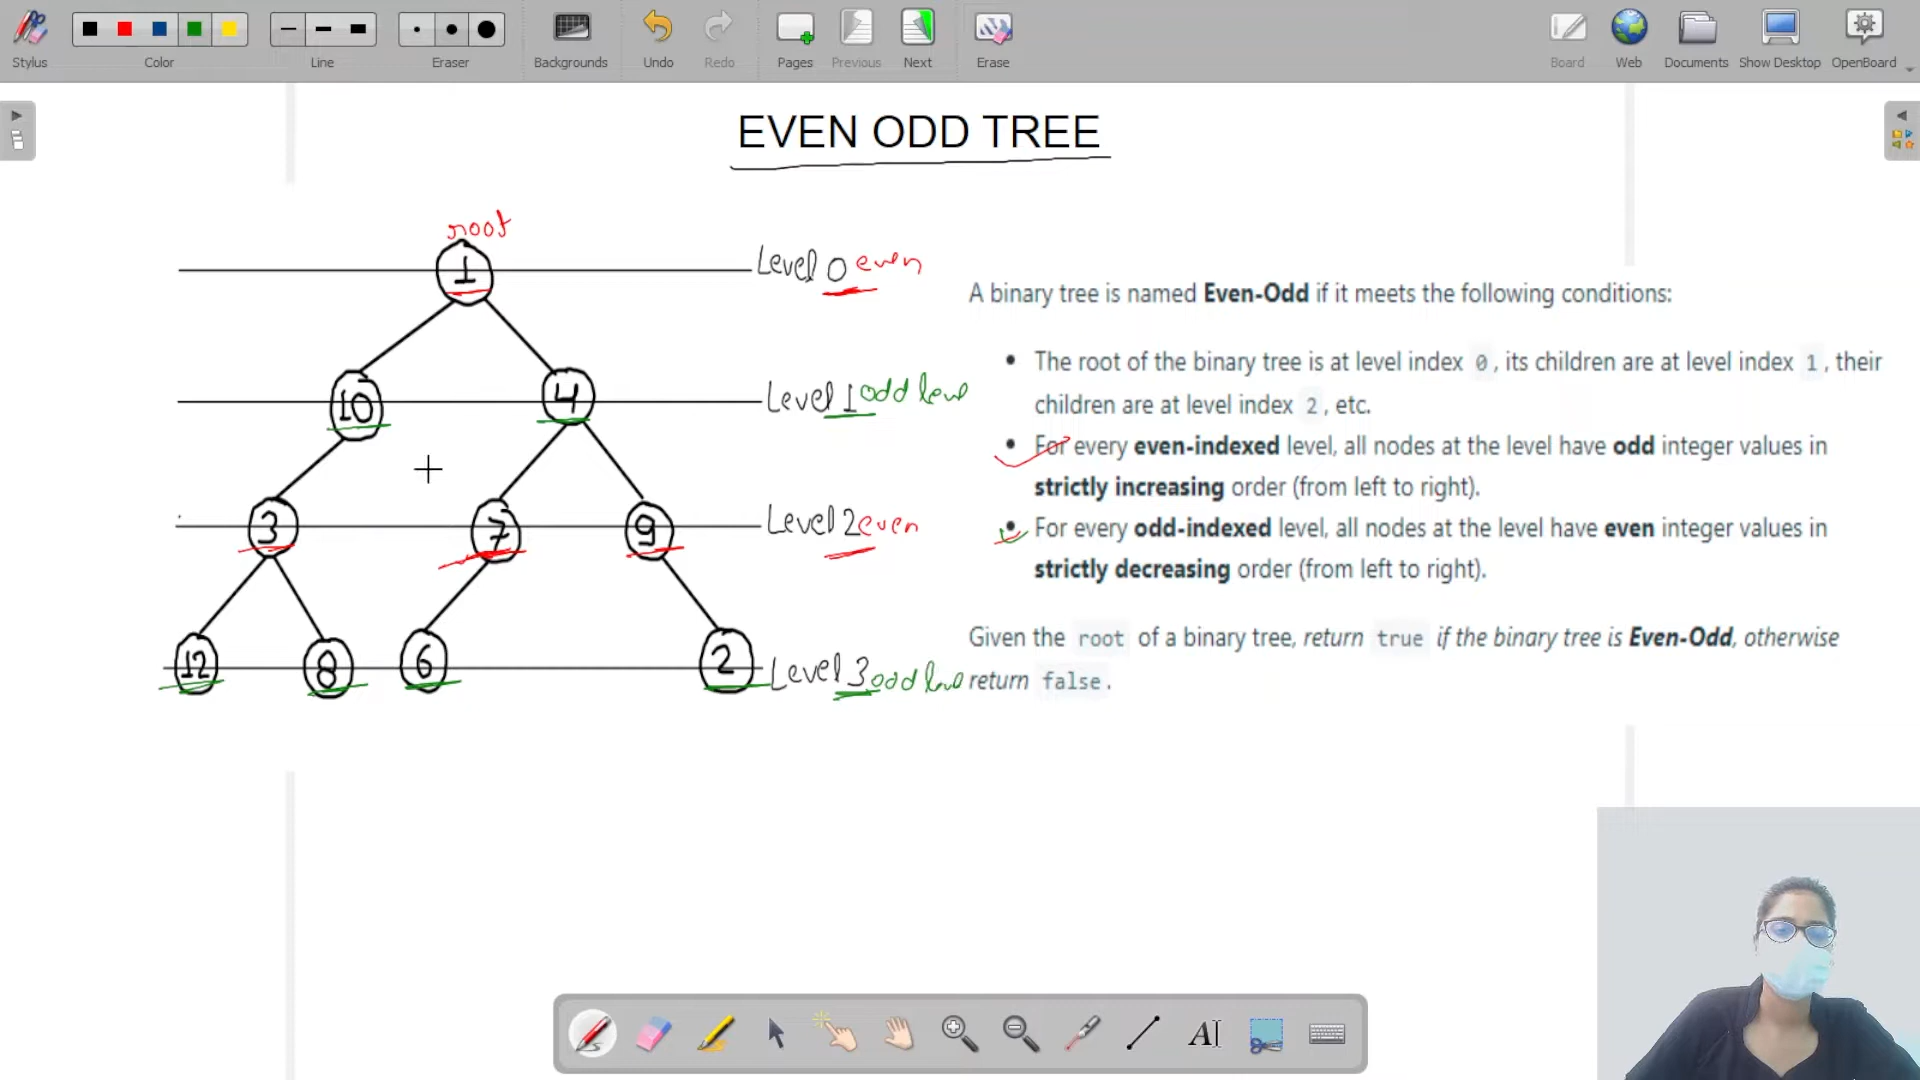 Stylus Color Line Eraser Backgrounds Undo Redo Pages Previous Next Erase Board Web Documents Show Desktop OpenBoard
EVEN ODD TREE
root
1 Level 0 even
10 4 Level 1 odd level
3 7 9 Level 2 even
12 8 6 2 Level 3 odd level
A binary tree is named Even-Odd if it meets the following conditions:
• The root of the binary tree is at level index 0, its children are at level index 1, their
children are at level index 2, etc.
• For every even-indexed level, all nodes at the level have odd integer values in
strictly increasing order (from left to right).
• For every odd-indexed level, all nodes at the level have even integer values in
strictly decreasing order (from left to right).
Given the root of a binary tree, return true if the binary tree is Even-Odd, otherwise
return false.
AI